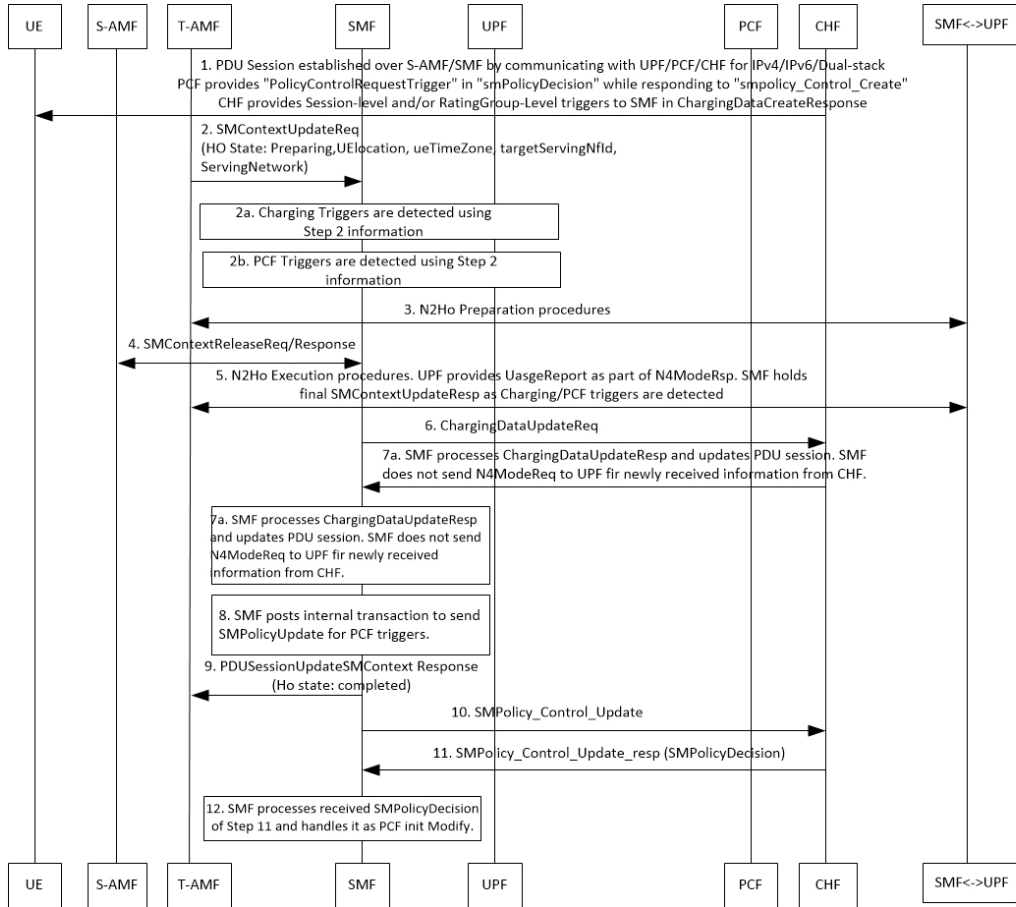 UE
S-AMF
T-AMF
SMF
UPF
PCF
CHF
SMF<->UPF
1. PDU Session established over S-AMF/SMF by communicating with UPF/PCF/CHF for IPv4/IPv6/Dual-stack
PCF provides "PolicyControlRequestTrigger" in "smPolicyDecision" while responding to "smpolicy_Control_Create"
CHF provides Session-level and/or RatingGroup-Level triggers to SMF in ChargingDataCreateResponse
2. SMContextUpdateReq
(HO State: Preparing,UElocation, ueTimeZone, targetServingNfId,
ServingNetwork)
2a. Charging Triggers are detected using
Step 2 information
2b. PCF Triggers are detected using Step 2
information
3. N2Ho Preparation procedures
4. SMContextReleaseReq/Response
5. N2Ho Execution procedures. UPF provides UasgeReport as part of N4ModeRsp. SMF holds
final SMContextUpdateResp as Charging/PCF triggers are detected
6. ChargingDataUpdateReq
7a. SMF processes ChargingDataUpdateResp and updates PDU session. SMF
does not send N4ModeReq to UPF fir newly received information from CHF.
7a. SMF processes ChargingDataUpdateResp
and updates PDU session. SMF does not send
N4ModeReq to UPF fir newly received
information from CHF.
8. SMF posts internal transaction to send
SMPolicyUpdate for PCF triggers.
9. PDUSessionUpdateSMContext Response
(Ho state: completed)
10. SMPolicy_Control_Update
11. SMPolicy_Control_Update_resp (SMPolicyDecision)
12. SMF processes received SMPolicyDecision
of Step 11 and handles it as PCF init Modify.
UE
S-AMF
T-AMF
SMF
UPF
PCF
CHF
SMF<->UPF